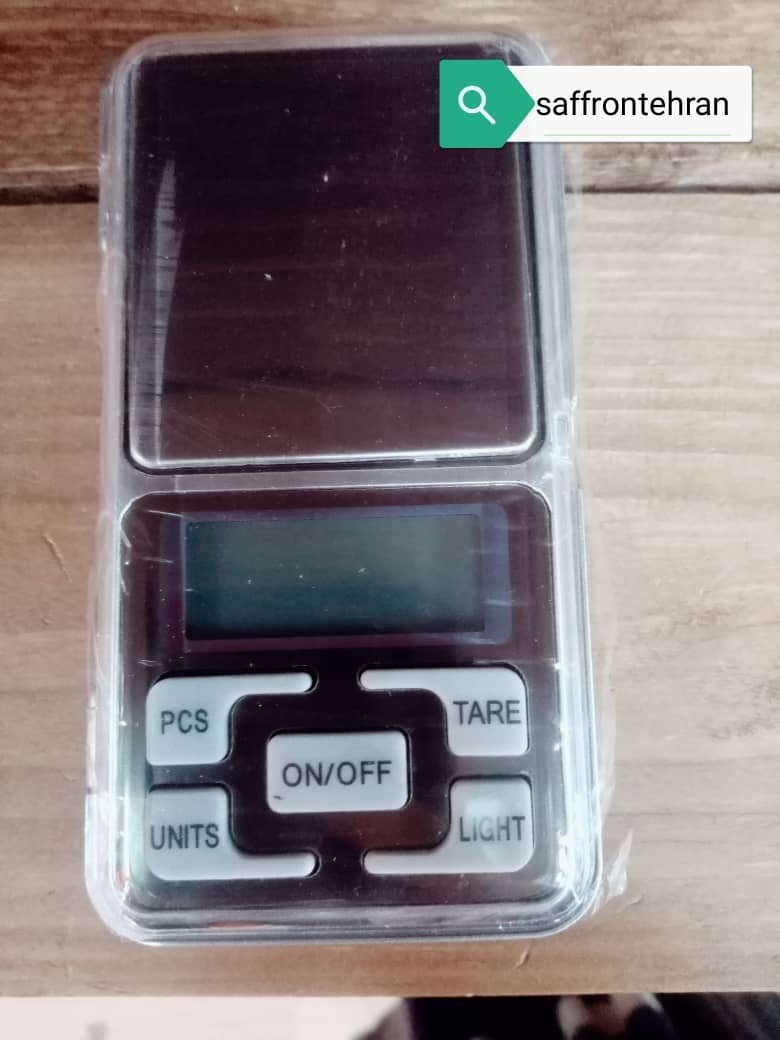 saffrontehran
PCS
TARE
ON/OFF
UNITS
LIGHT